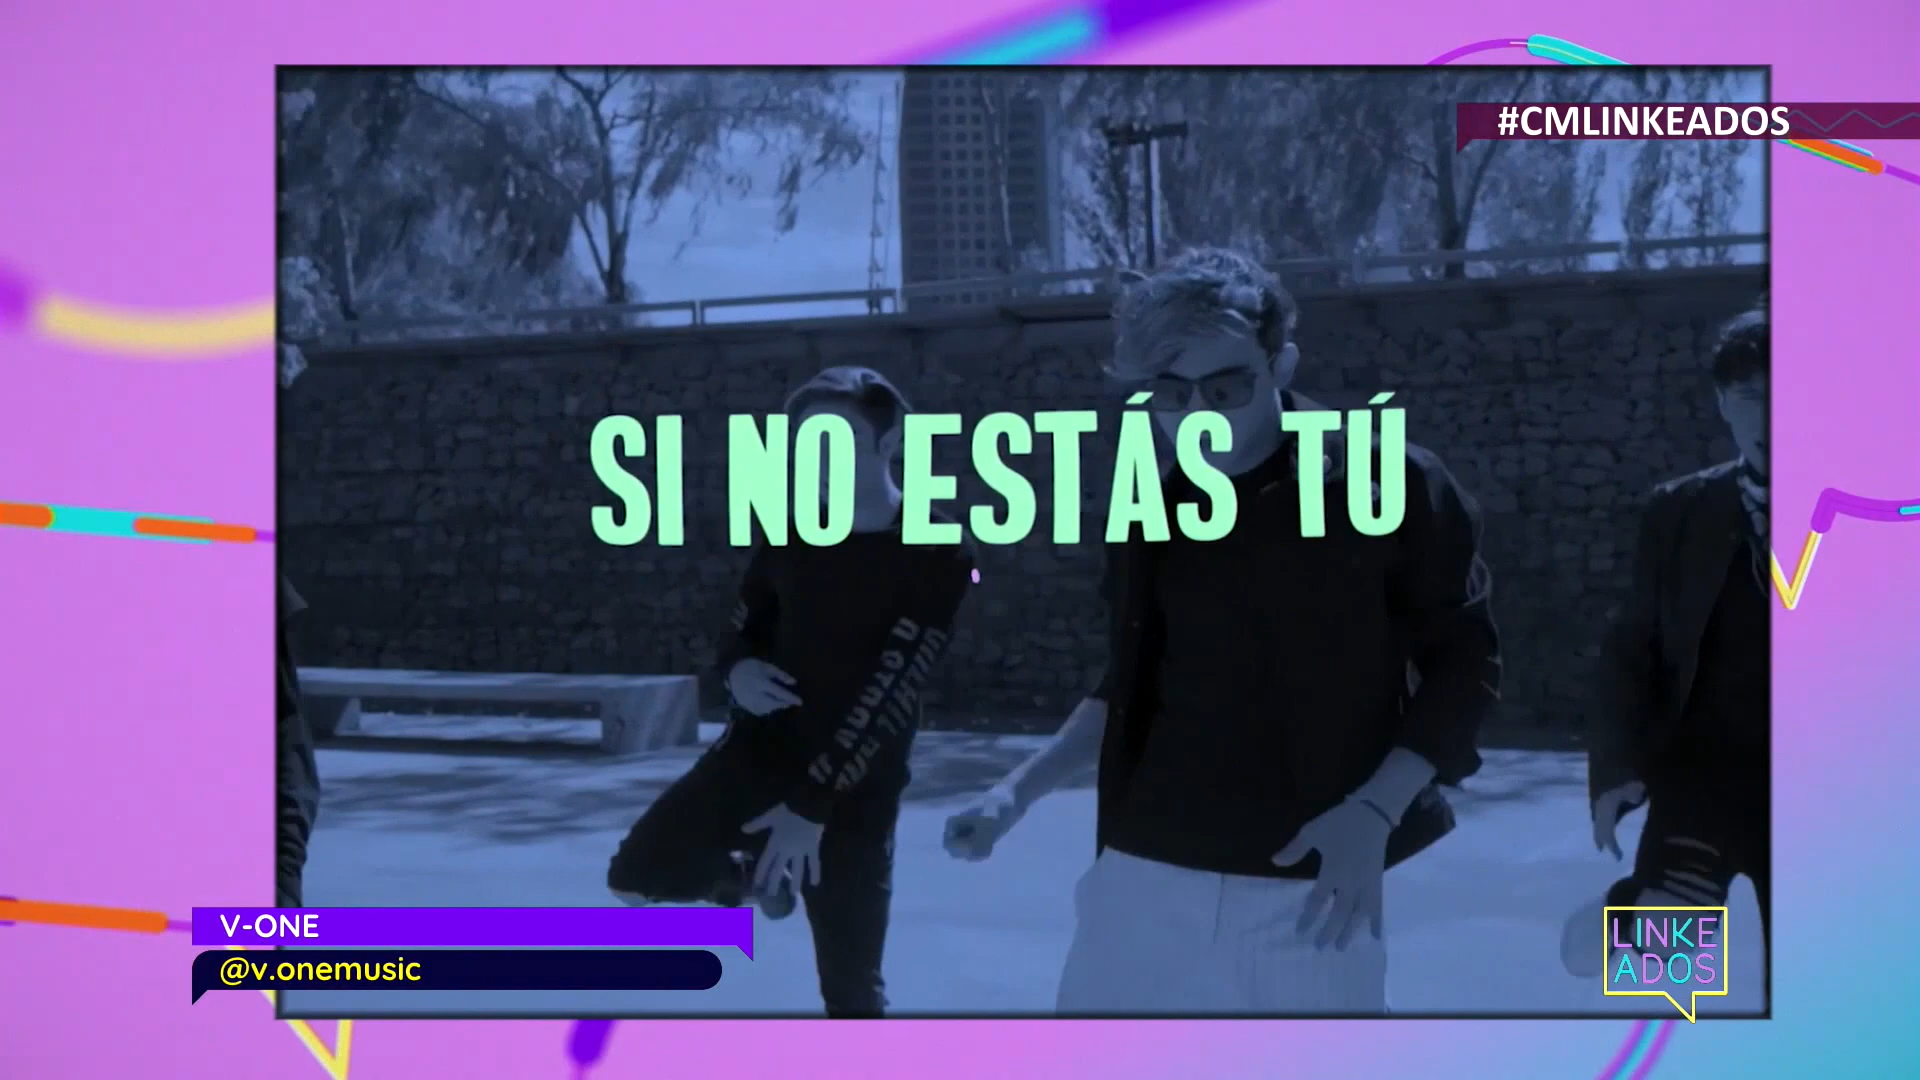 #CMLINKEADOS
SI NO ESTÁS TÚ
V-ONE
@v.onemusic
LINKE
ADOS